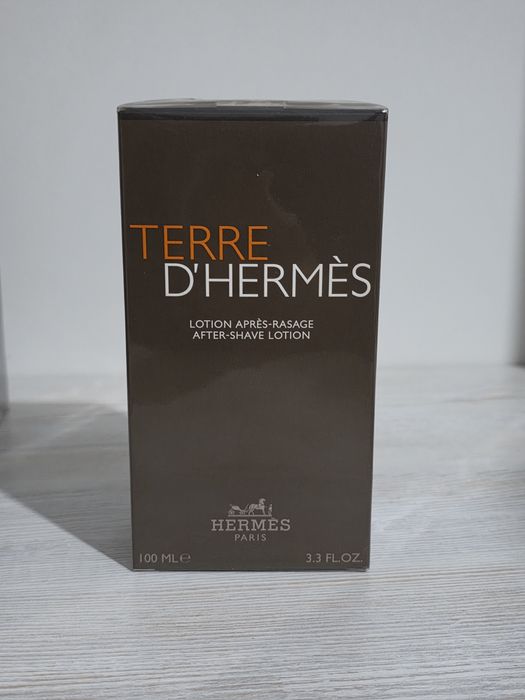 TERRE
D'HERMÈS
LOTION APRÈS-RASAGE
AFTER-SHAVE LOTION
HERMÈS
PARIS
100 ML℮ 3.3 FL.OZ.